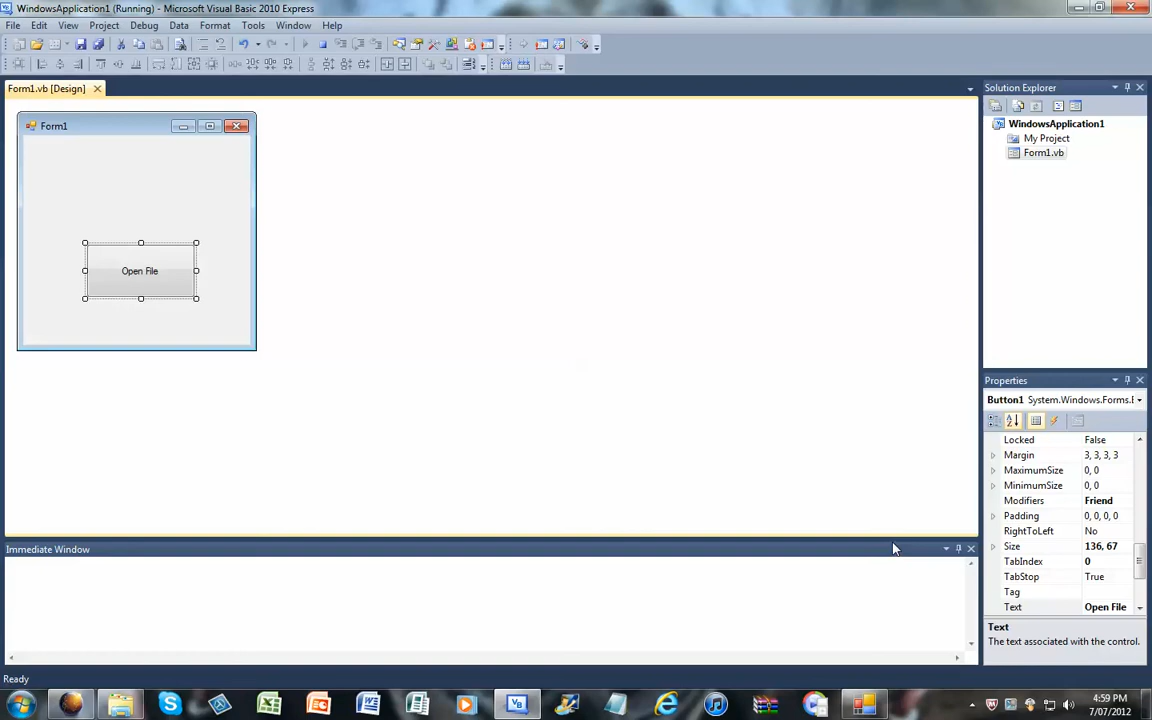 WindowsApplication1 (Running) - Microsoft Visual Basic 2010 Express
File Edit View Project Debug Data Format Tools Window Help
Form1.vb [Design]
Solution Explorer
Form1
WindowsApplication1
My Project
Form1.vb
Open File
Properties
Button1 System.Windows.Forms.
Locked False
Margin 3, 3, 3, 3
MaximumSize 0, 0
MinimumSize 0, 0
Modifiers Friend
Padding 0, 0, 0, 0
RightToLeft No
Size 136, 67
TabIndex 0
TabStop True
Tag
Text Open File
Immediate Window
Text
The text associated with the control.
Ready
4:59 PM
7/07/2012